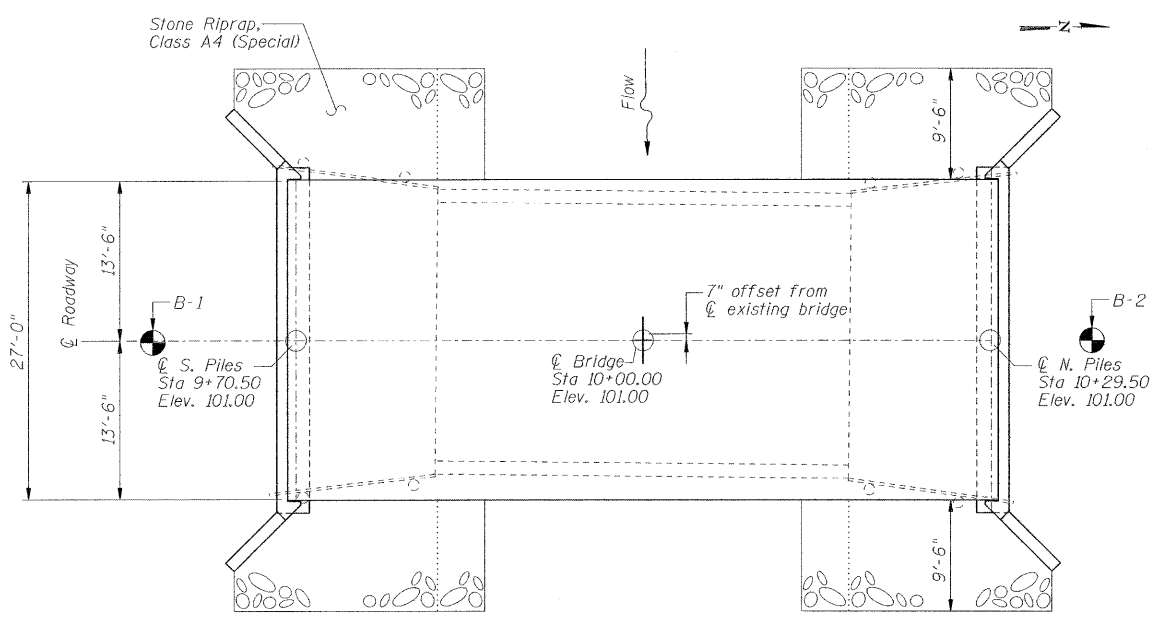 Stone Riprap,
Class A4 (Special)
N
Flow
9'-6"
13'-6"
℄ Roadway
B-1
27'-0"
7" offset from
℄ existing bridge
B-2
℄ S. Piles
Sta 9+70.50
Elev. 101.00
℄ Bridge
Sta 10+00.00
Elev. 101.00
℄ N. Piles
Sta 10+29.50
Elev. 101.00
13'-6"
9'-6"